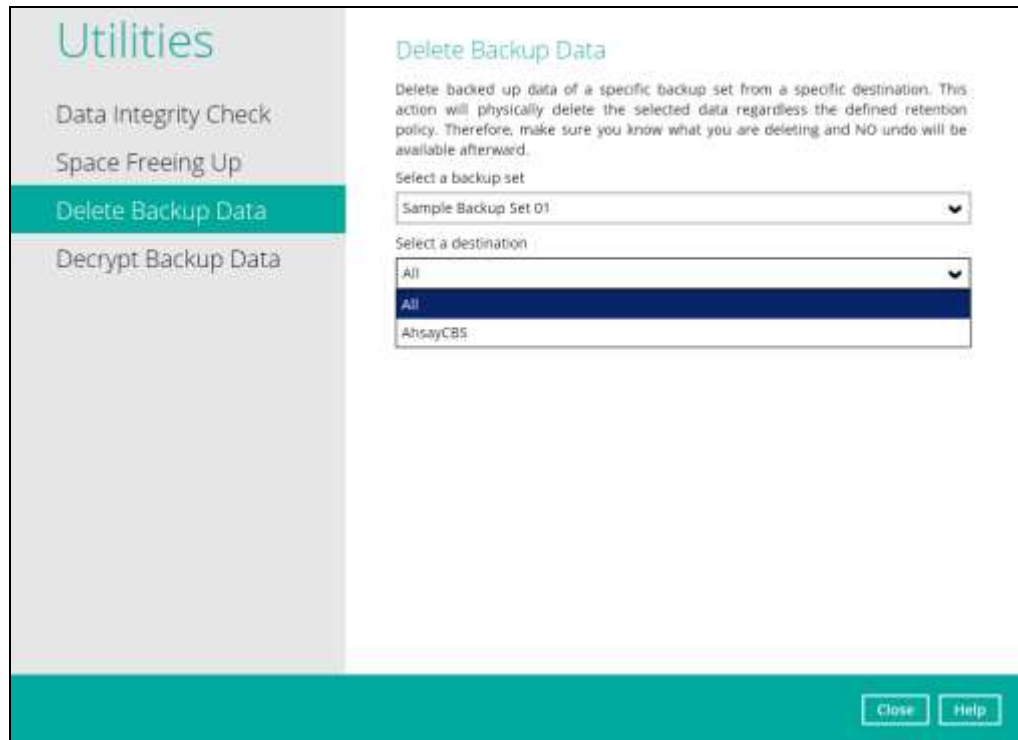 Utilities
Data Integrity Check
Space Freeing Up
Delete Backup Data
Decrypt Backup Data
Delete Backup Data
Delete backed up data of a specific backup set from a specific destination. This
action will physically delete the selected data regardless the defined retention
policy. Therefore, make sure you know what you are deleting and NO undo will be
available afterward.
Select a backup set
Sample Backup Set 01
Select a destination
All
All
AhsayCBS
Close
Help